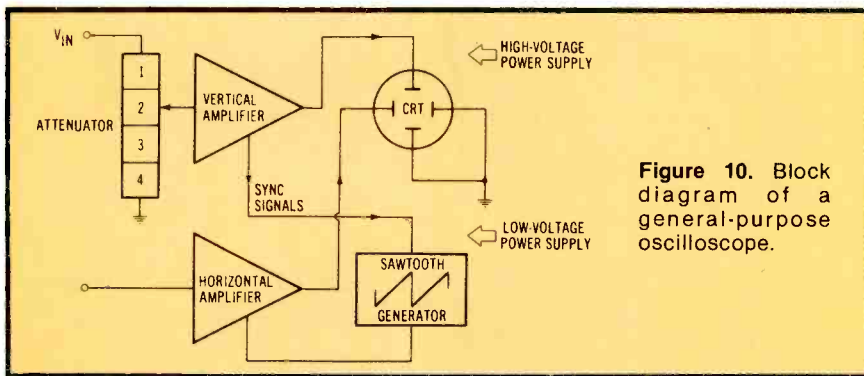 V_IN
ATTENUATOR
1
2
3
4
VERTICAL
AMPLIFIER
SYNC
SIGNALS
CRT
HIGH-VOLTAGE
POWER SUPPLY
LOW-VOLTAGE
POWER SUPPLY
HORIZONTAL
AMPLIFIER
SAWTOOTH
GENERATOR
Figure 10. Block
diagram of a
general-purpose
oscilloscope.